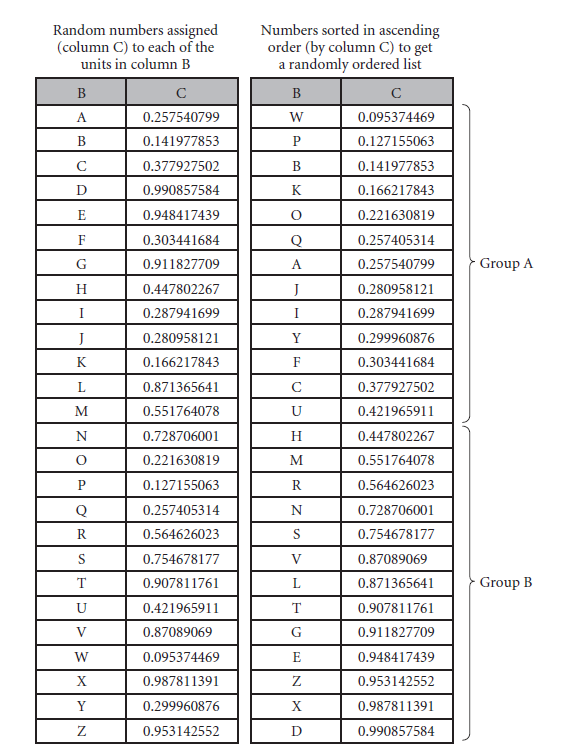 Random numbers assigned
(column C) to each of the
units in column B
Numbers sorted in ascending
order (by column C) to get
a randomly ordered list
B C B C
A 0.257540799 W 0.095374469
B 0.141977853 P 0.127155063
C 0.377927502 B 0.141977853
D 0.990857584 K 0.166217843
E 0.948417439 O 0.221630819
F 0.303441684 Q 0.257405314
G 0.911827709 A 0.257540799 Group A
H 0.447802267 J 0.280958121
I 0.287941699 I 0.287941699
J 0.280958121 Y 0.299960876
K 0.166217843 F 0.303441684
L 0.871365641 C 0.377927502
M 0.551764078 U 0.421965911
N 0.728706001 H 0.447802267
O 0.221630819 M 0.551764078
P 0.127155063 R 0.564626023
Q 0.257405314 N 0.728706001
R 0.564626023 S 0.754678177
S 0.754678177 V 0.87089069
T 0.907811761 L 0.871365641 Group B
U 0.421965911 T 0.907811761
V 0.87089069 G 0.911827709
W 0.095374469 E 0.948417439
X 0.987811391 Z 0.953142552
Y 0.299960876 X 0.987811391
Z 0.953142552 D 0.990857584